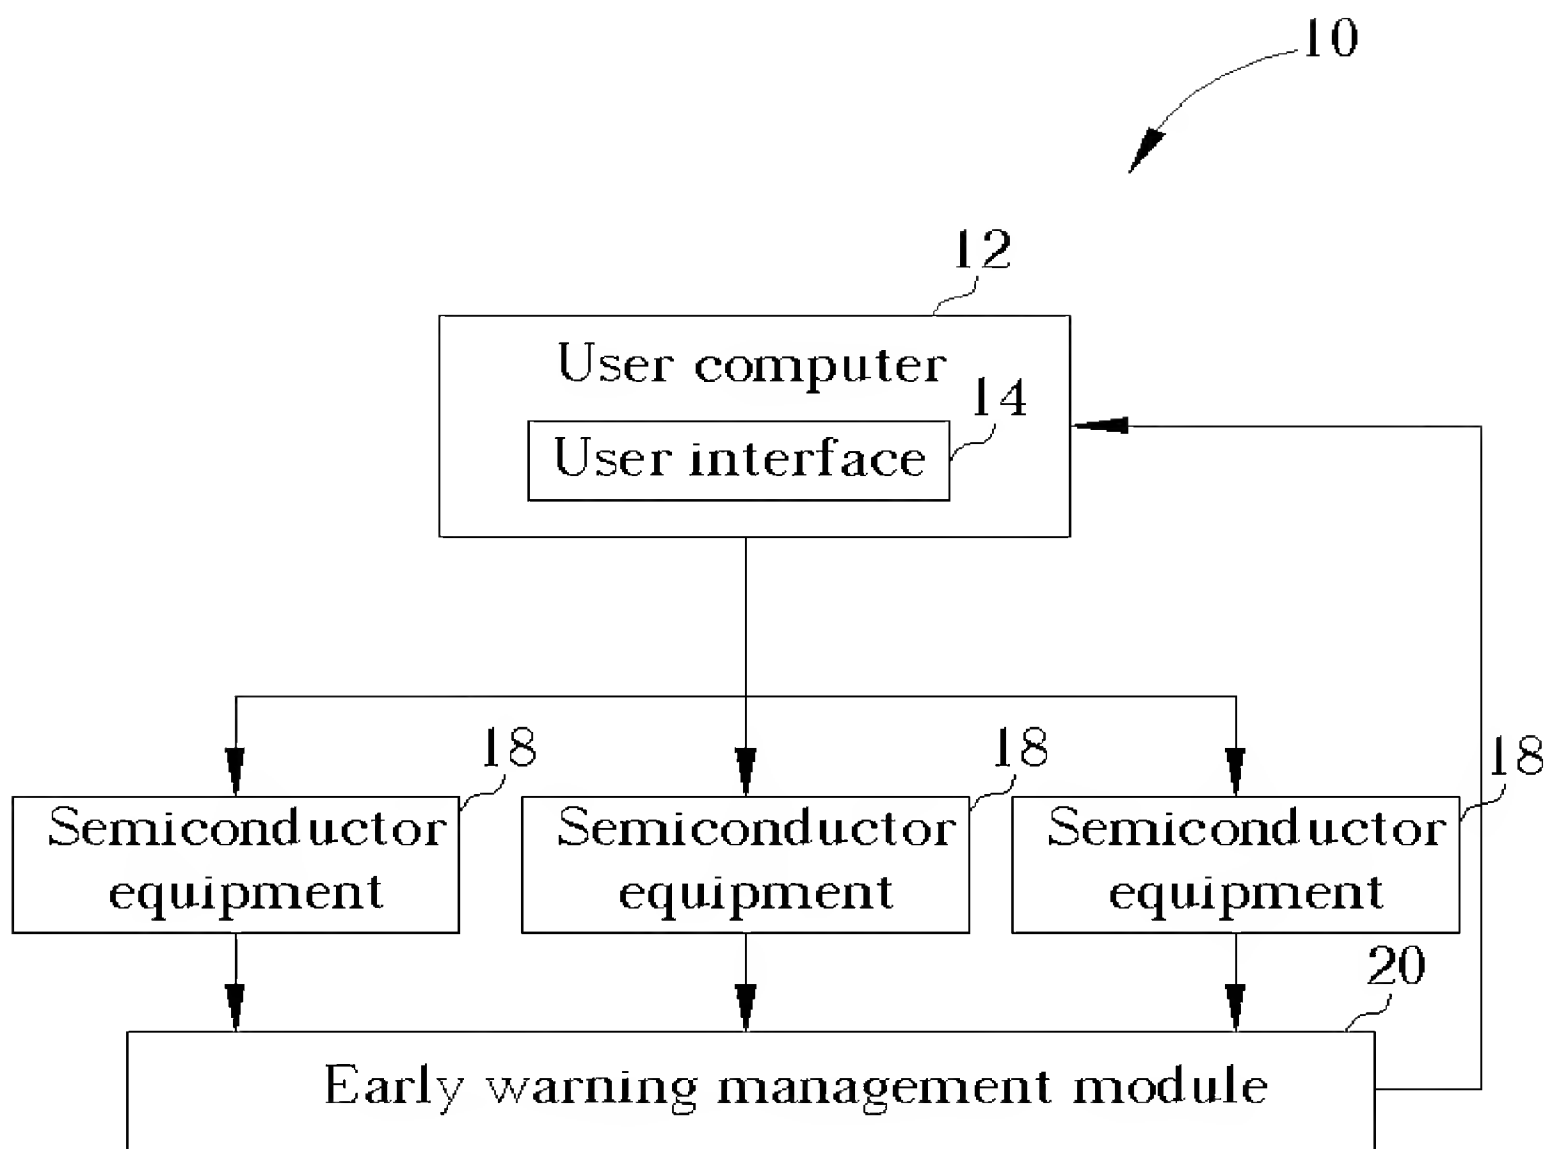 10
12
User computer
14
User interface
18
18
18
Semiconductor
equipment
Semiconductor
equipment
Semiconductor
equipment
20
Early warning management module